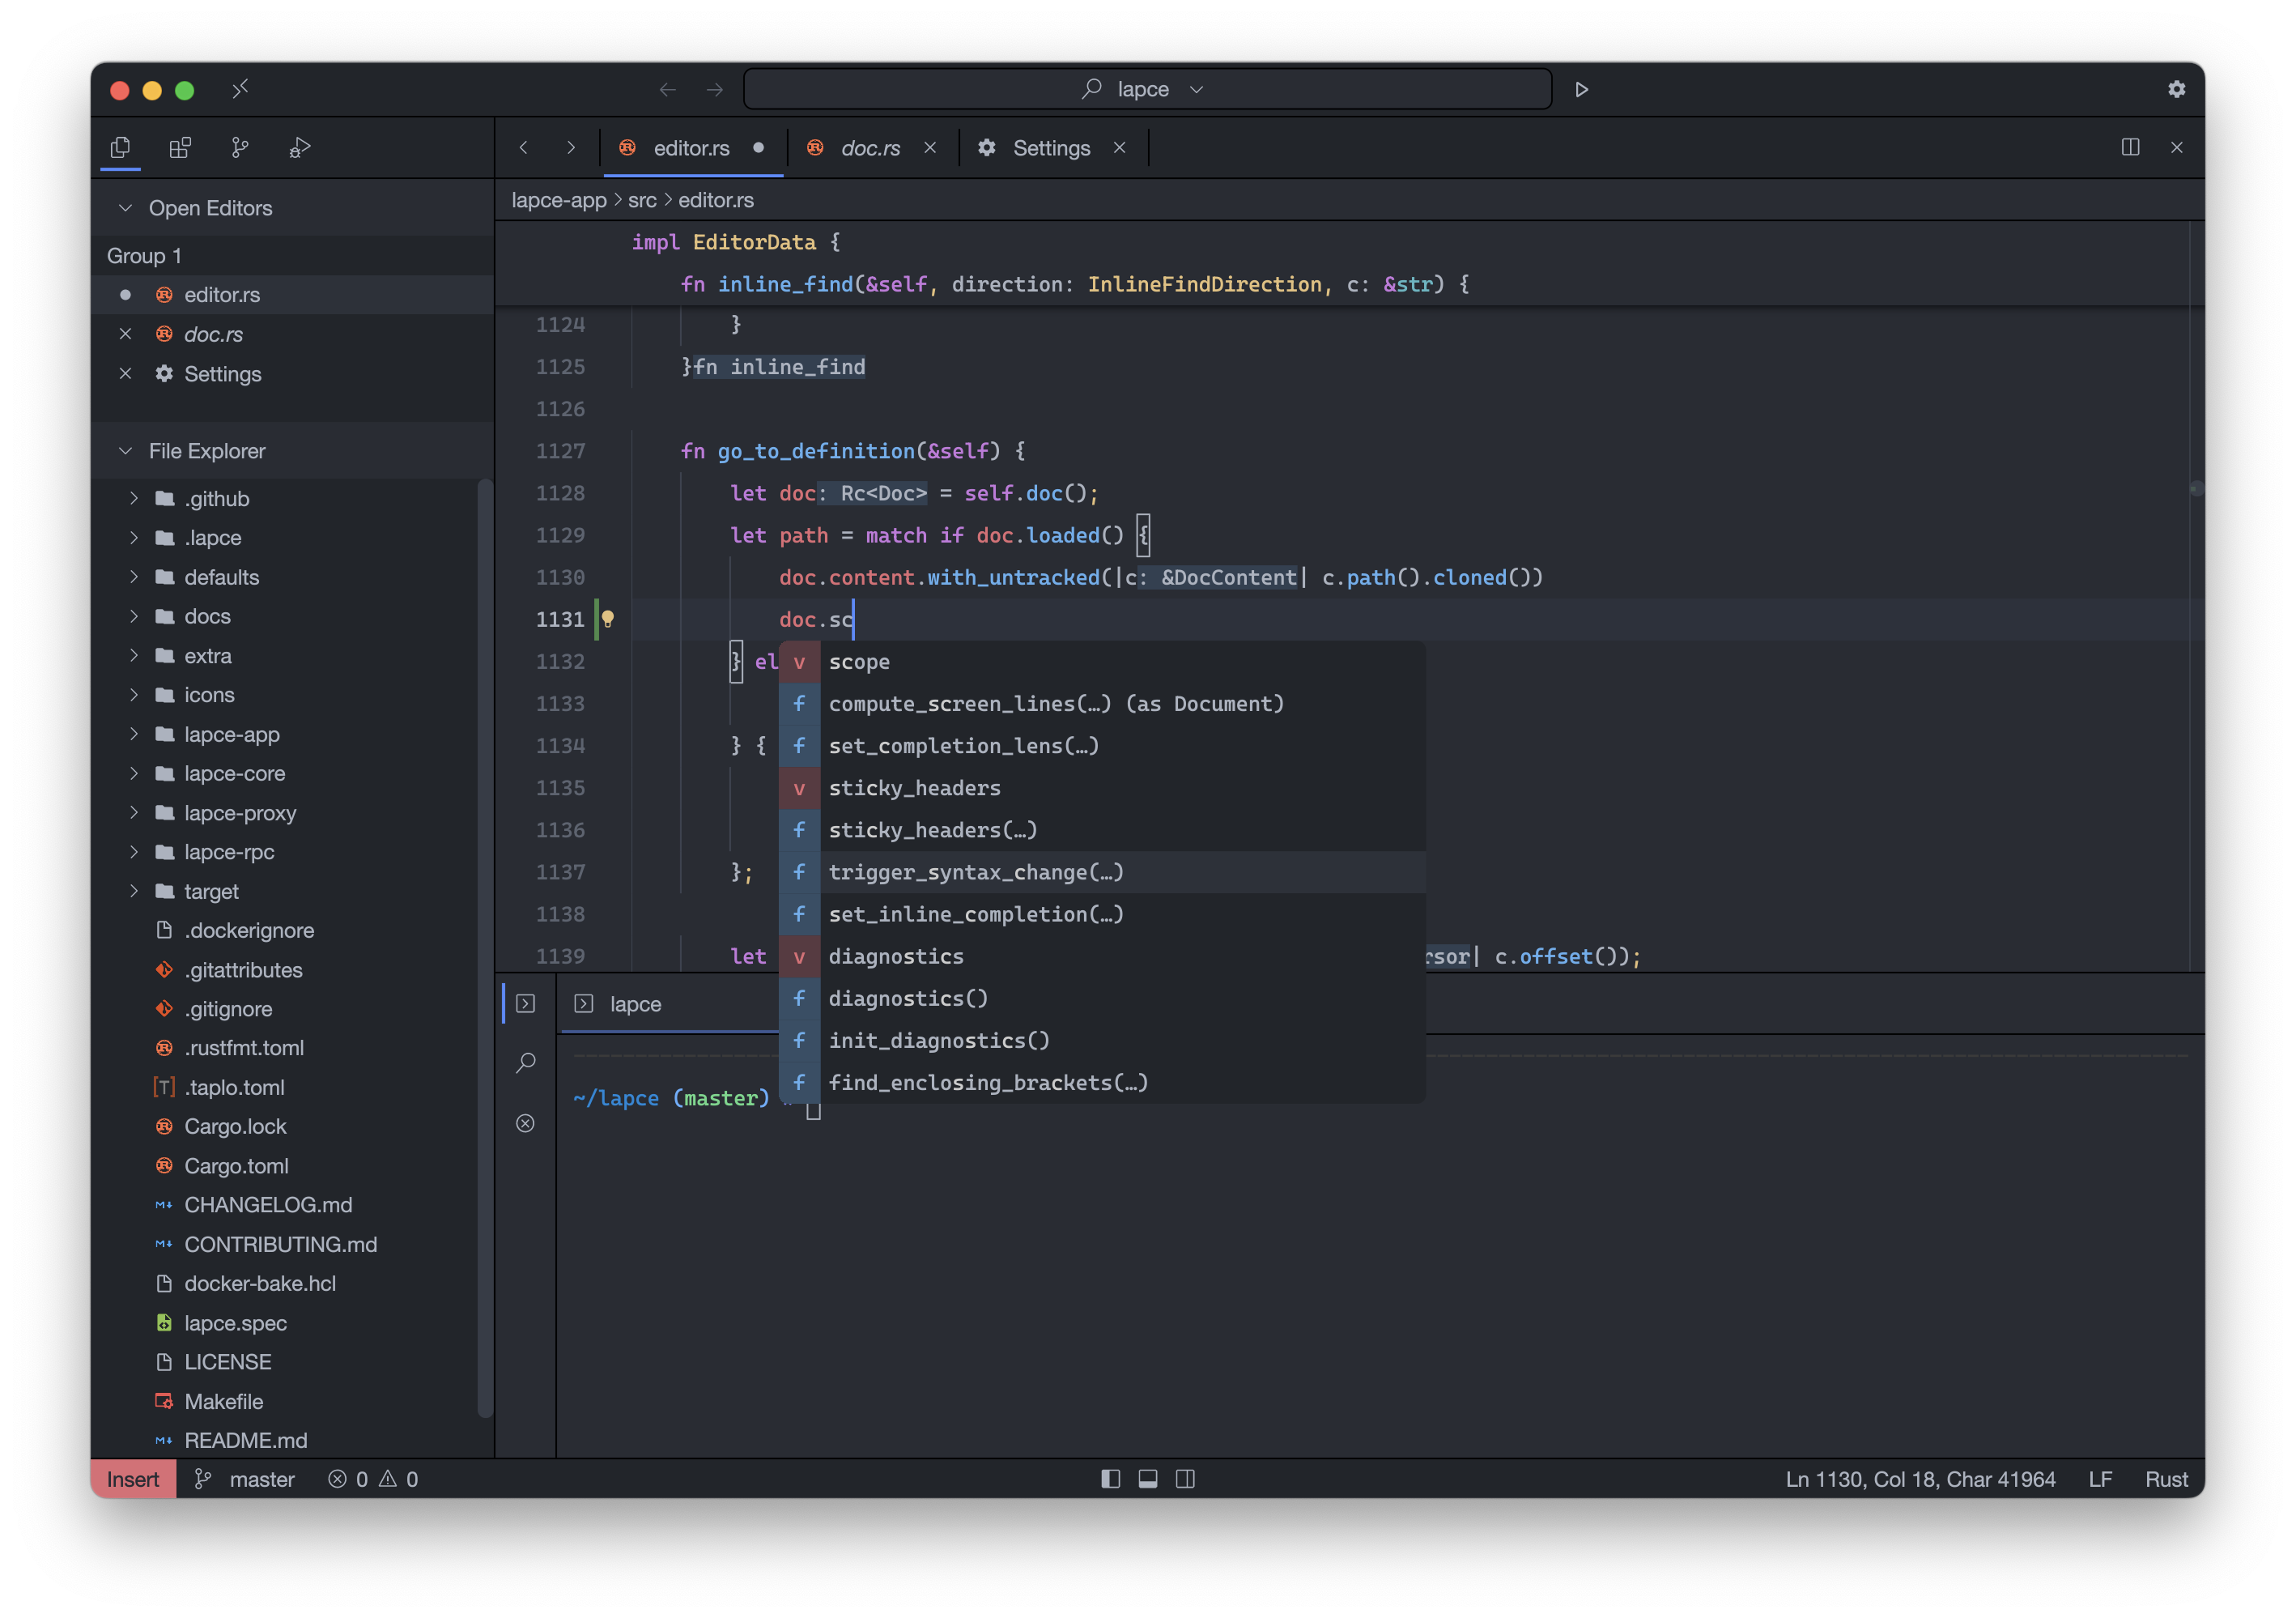 lapce
editor.rs
doc.rs
Settings
Open Editors
Group 1
editor.rs
doc.rs
Settings
File Explorer
.github
.lapce
defaults
docs
extra
icons
lapce-app
lapce-core
lapce-proxy
lapce-rpc
target
.dockerignore
.gitattributes
.gitignore
.rustfmt.toml
[T] .taplo.toml
Cargo.lock
Cargo.toml
CHANGELOG.md
CONTRIBUTING.md
docker-bake.hcl
lapce.spec
LICENSE
Makefile
README.md
lapce-app > src > editor.rs
impl EditorData {
fn inline_find(&self, direction: InlineFindDirection, c: &str) {
1124 }
1125 }fn inline_find
1126
1127 fn go_to_definition(&self) {
1128 let doc: Rc<Doc> = self.doc();
1129 let path = match if doc.loaded() {
1130 doc.content.with_untracked(|c: &DocContent| c.path().cloned())
1131 doc.sc
1132 } el
1133
1134 } {
1135
1136
1137 };
1138
1139 let rsor| c.offset());
v scope
f compute_screen_lines(…) (as Document)
f set_completion_lens(…)
v sticky_headers
f sticky_headers(…)
f trigger_syntax_change(…)
f set_inline_completion(…)
v diagnostics
f diagnostics()
f init_diagnostics()
f find_enclosing_brackets(…)
lapce
~/lapce (master)
Insert master 0 0
Ln 1130, Col 18, Char 41964 LF Rust